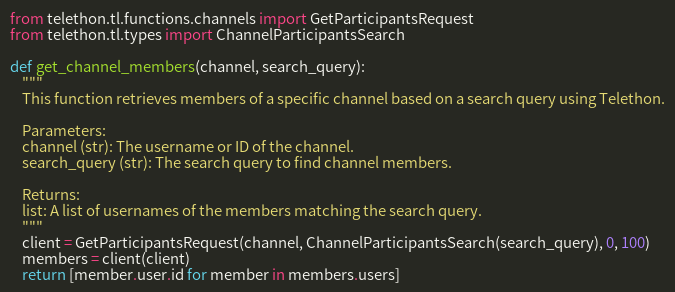 from telethon.tl.functions.channels import GetParticipantsRequest
from telethon.tl.types import ChannelParticipantsSearch
def get_channel_members(channel, search_query):
"""
This function retrieves members of a specific channel based on a search query using Telethon.
Parameters:
channel (str): The username or ID of the channel.
search_query (str): The search query to find channel members.
Returns:
list: A list of usernames of the members matching the search query.
"""
client = GetParticipantsRequest(channel, ChannelParticipantsSearch(search_query), 0, 100)
members = client(client)
return [member.user.id for member in members.users]